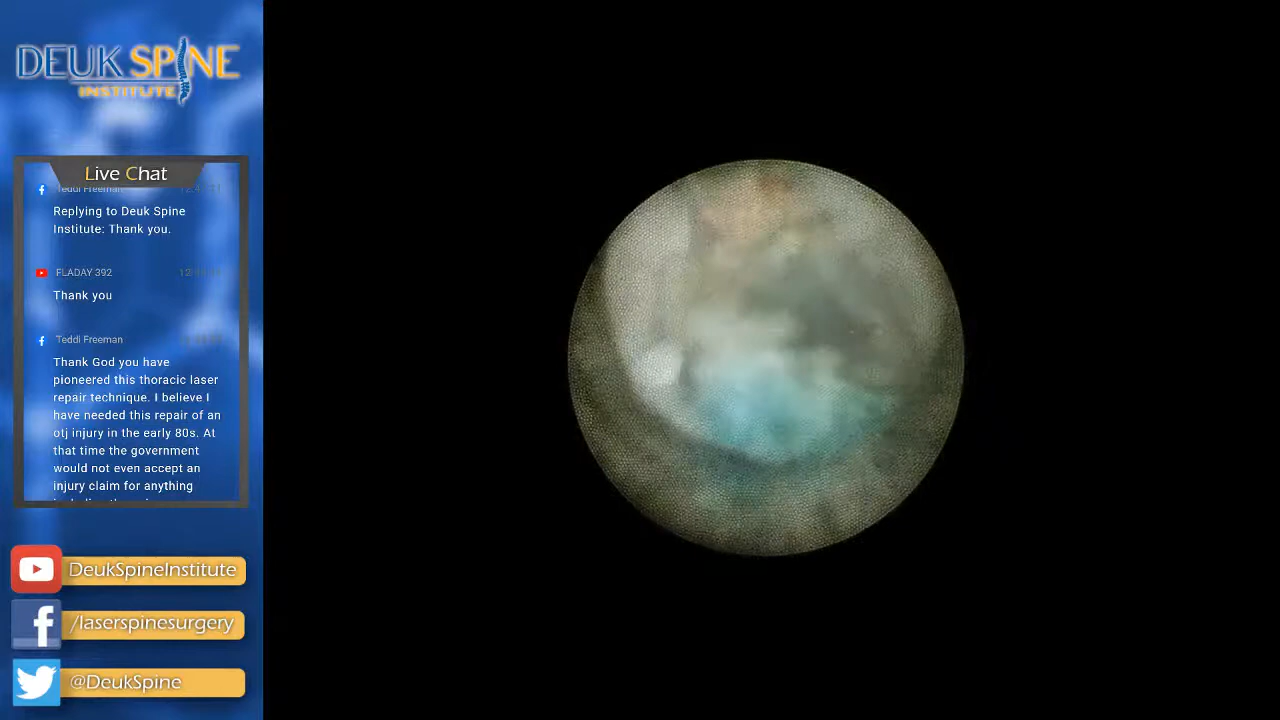 DEUK SPINE
INSTITUTE
Live Chat
Teddi Freeman
Replying to Deuk Spine
Institute: Thank you.
FLADAY 392
Thank you
Teddi Freeman
Thank God you have
pioneered this thoracic laser
repair technique. I believe I
have needed this repair of an
otj injury in the early 80s. At
that time the government
would not even accept an
injury claim for anything
DeukSpineInstitute
/laserspinesurgery
@DeukSpine